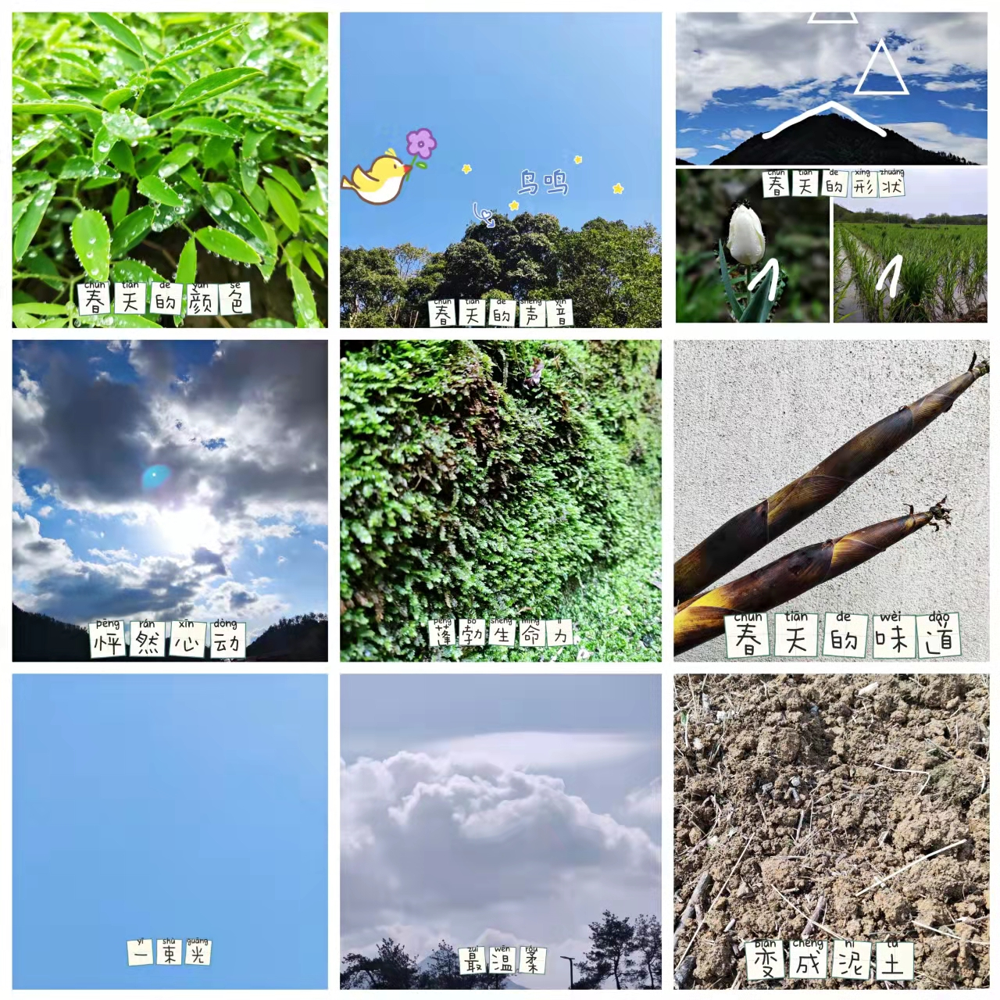 chūn tiān de yán sè
春天的颜色
鸟鸣
chūn tiān de shēng yīn
春天的声音
chūn tiān de xíng zhuàng
春天的形状
pēng rán xīn dòng
怦然心动
péng bó shēng mìng lì
蓬勃生命力
chūn tiān de wèi dào
春天的味道
yī shù guāng
一束光
zuì wēn róu
最温柔
biàn chéng ní tǔ
变成泥土